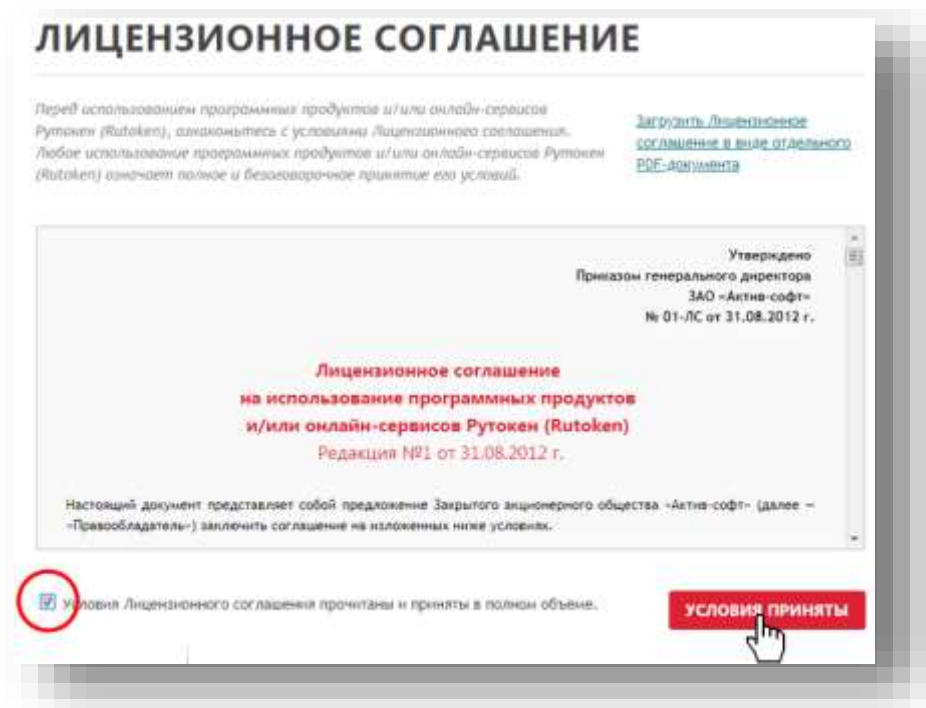 ЛИЦЕНЗИОННОЕ СОГЛАШЕНИЕ
Перед использованием программных продуктов и/или онлайн-сервисов
Рутокен (Rutoken), ознакомьтесь с условиями Лицензионного соглашения.
Любое использование программных продуктов и/или онлайн-сервисов Рутокен
(Rutoken) означает полное и безоговорочное принятие его условий.
Загрузить Лицензионное
соглашение в виде отдельного
PDF-документа
Утверждено
Приказом генерального директора
ЗАО «Актив-софт»
№ 01-ЛС от 31.08.2012 г.
Лицензионное соглашение
на использование программных продуктов
и/или онлайн-сервисов Рутокен (Rutoken)
Редакция №1 от 31.08.2012 г.
Настоящий документ представляет собой предложение Закрытого акционерного общества «Актив-софт» (далее –
«Правообладатель») заключить соглашение на изложенных ниже условиях.
Условия Лицензионного соглашения прочитаны и приняты в полном объеме.
УСЛОВИЯ ПРИНЯТЫ